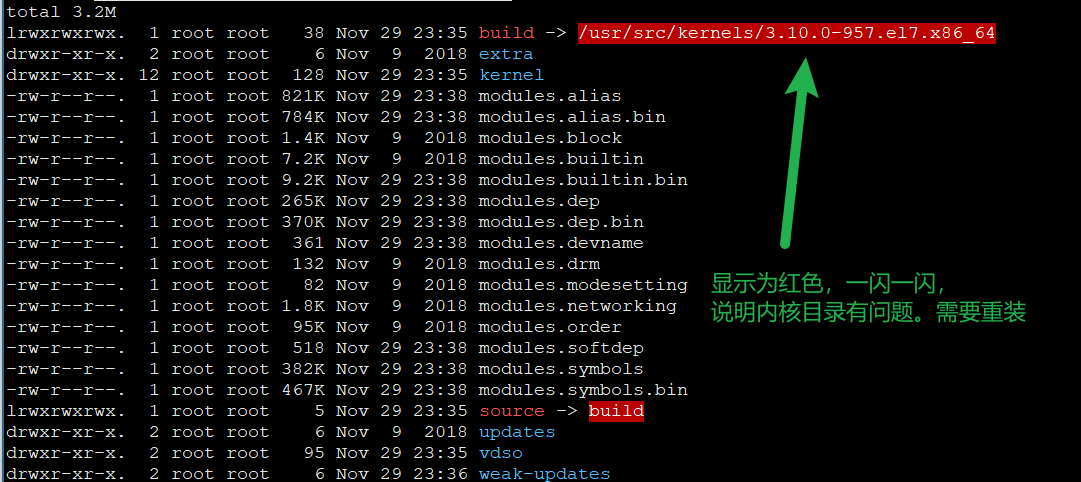 total 3.2M
lrwxrwxrwx.  1 root root   38 Nov 29 23:35 build -> /usr/src/kernels/3.10.0-957.el7.x86_64
drwxr-xr-x.  2 root root    6 Nov  9  2018 extra
drwxr-xr-x. 12 root root  128 Nov 29 23:35 kernel
-rw-r--r--.  1 root root 821K Nov 29 23:38 modules.alias
-rw-r--r--.  1 root root 784K Nov 29 23:38 modules.alias.bin
-rw-r--r--.  1 root root 1.4K Nov  9  2018 modules.block
-rw-r--r--.  1 root root 7.2K Nov  9  2018 modules.builtin
-rw-r--r--.  1 root root 9.2K Nov 29 23:38 modules.builtin.bin
-rw-r--r--.  1 root root 265K Nov 29 23:38 modules.dep
-rw-r--r--.  1 root root 370K Nov 29 23:38 modules.dep.bin
-rw-r--r--.  1 root root  361 Nov 29 23:38 modules.devname
-rw-r--r--.  1 root root  132 Nov  9  2018 modules.drm
-rw-r--r--.  1 root root   82 Nov  9  2018 modules.modesetting
-rw-r--r--.  1 root root 1.8K Nov  9  2018 modules.networking
-rw-r--r--.  1 root root  95K Nov  9  2018 modules.order
-rw-r--r--.  1 root root  518 Nov 29 23:38 modules.softdep
-rw-r--r--.  1 root root 382K Nov 29 23:38 modules.symbols
-rw-r--r--.  1 root root 467K Nov 29 23:38 modules.symbols.bin
lrwxrwxrwx.  1 root root    5 Nov 29 23:35 source -> build
drwxr-xr-x.  2 root root    6 Nov  9  2018 updates
drwxr-xr-x.  2 root root   95 Nov 29 23:35 vdso
drwxr-xr-x.  2 root root    6 Nov 29 23:36 weak-updates
显示为红色，一闪一闪，
说明内核目录有问题。需要重装